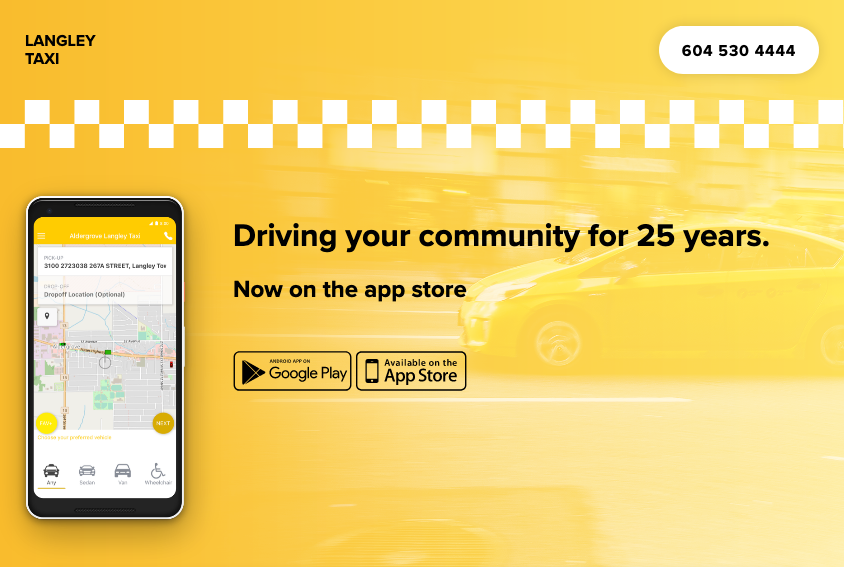 LANGLEY
TAXI
604 530 4444
Aldergrove Langley Taxi
PICK-UP
3100 2723038 267A STREET, Langley Tow
DROP-OFF
Dropoff Location (Optional)
NEXT
Choose your preferred vehicle
Any Sedan Van Wheelchair
Driving your community for 25 years.
Now on the app store
ANDROID APP ON
Google Play
Available on the
App Store